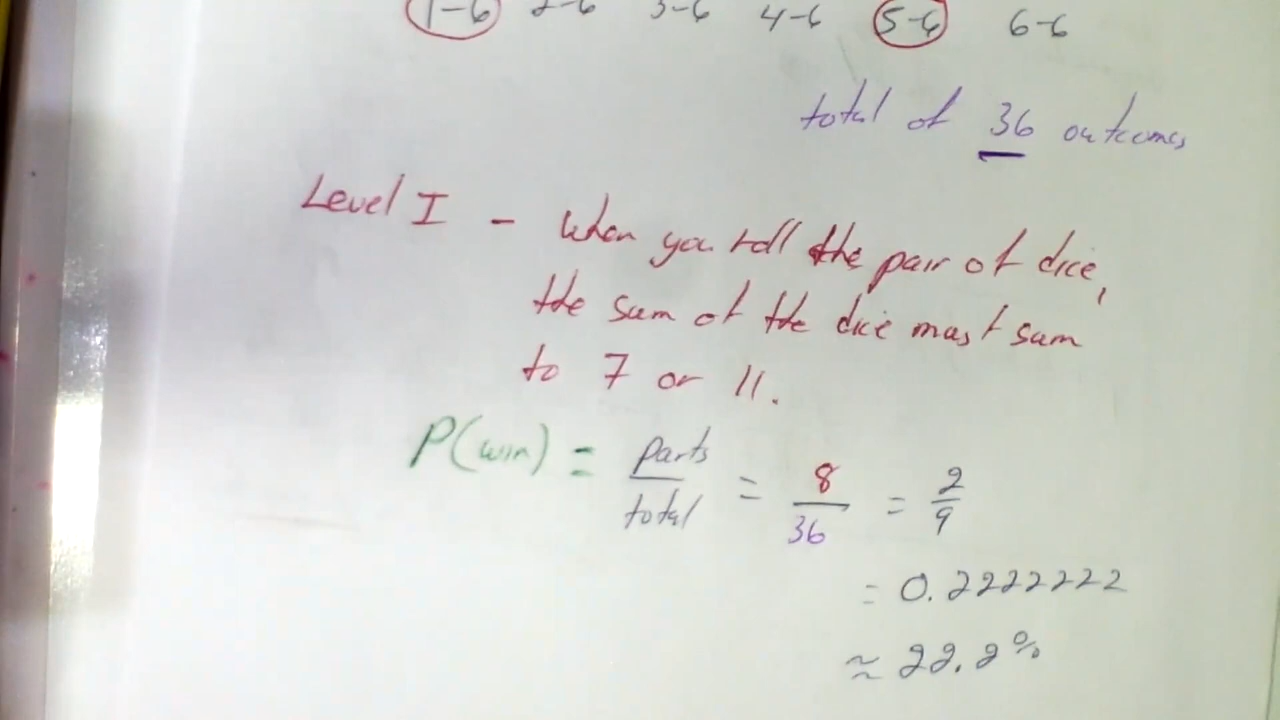 1-6 2-6 3-6 4-6 5-6 6-6
total of 36 outcomes
Level I - When you roll the pair of dice,
the sum of the dice must sum
to 7 or 11.
P(win) = parts/total = 8/36 = 2/9
= 0.2222222
≈ 22.2%